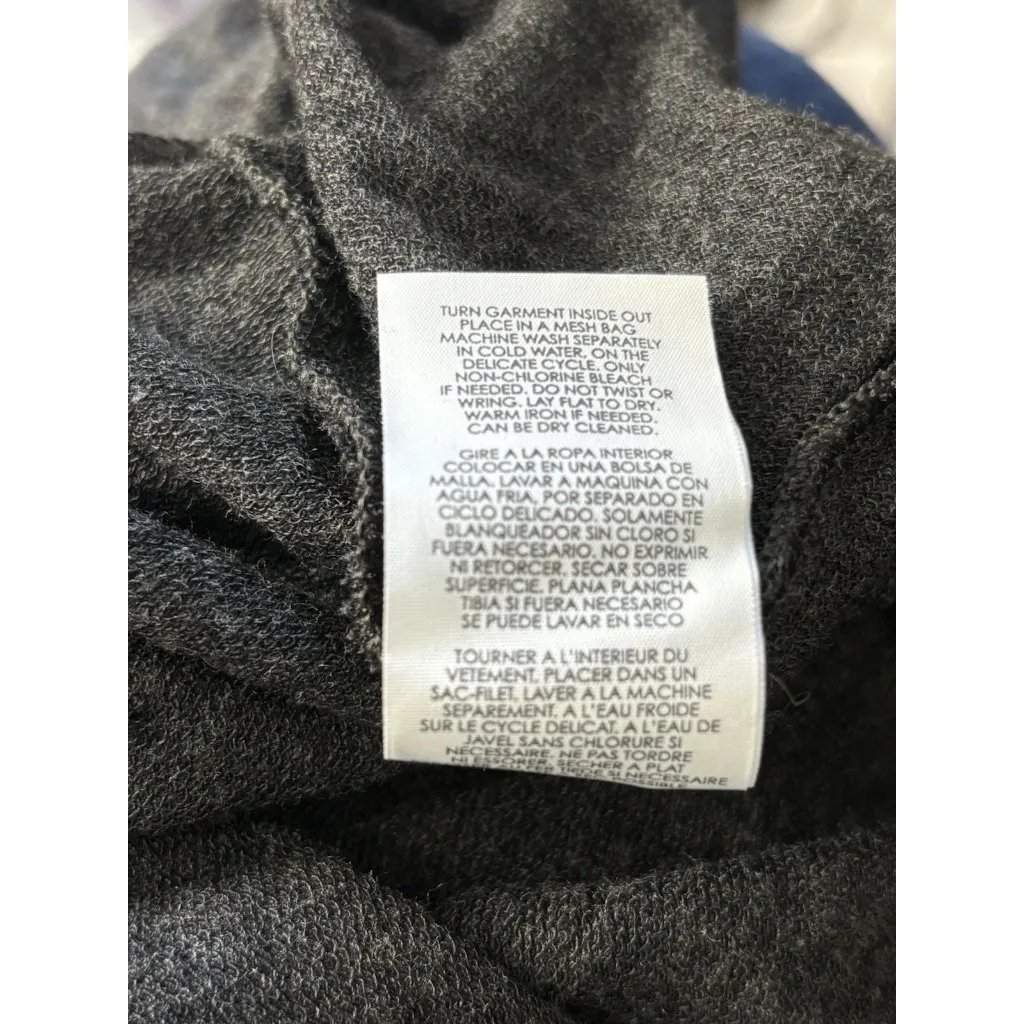 TURN GARMENT INSIDE OUT
PLACE IN A MESH BAG
MACHINE WASH SEPARATELY
IN COLD WATER, ON THE
DELICATE CYCLE. ONLY
NON-CHLORINE BLEACH
IF NEEDED. DO NOT TWIST OR
WRING. LAY FLAT TO DRY.
WARM IRON IF NEEDED.
CAN BE DRY CLEANED.
GIRE A LA ROPA INTERIOR
COLOCAR EN UNA BOLSA DE
MALLA. LAVAR A MAQUINA CON
AGUA FRIA, POR SEPARADO EN
CICLO DELICADO. SOLAMENTE
BLANQUEADOR SIN CLORO SI
FUERA NECESARIO. NO EXPRIMIR
NI RETORCER. SECAR SOBRE
SUPERFICIE. PLANA PLANCHA
TIBIA SI FUERA NECESARIO
SE PUEDE LAVAR EN SECO
TOURNER A L'INTERIEUR DU
VETEMENT. PLACER DANS UN
SAC-FILET. LAVER A LA MACHINE
SEPAREMENT. A L'EAU FROIDE
SUR LE CYCLE DELICAT. A L'EAU DE
JAVEL SANS CHLORURE SI
NECESSAIRE. NE PAS TORDRE
NI ESSORER. SECHER A PLAT
FER TIEDE SI NECESSAIRE
POSSIBLE